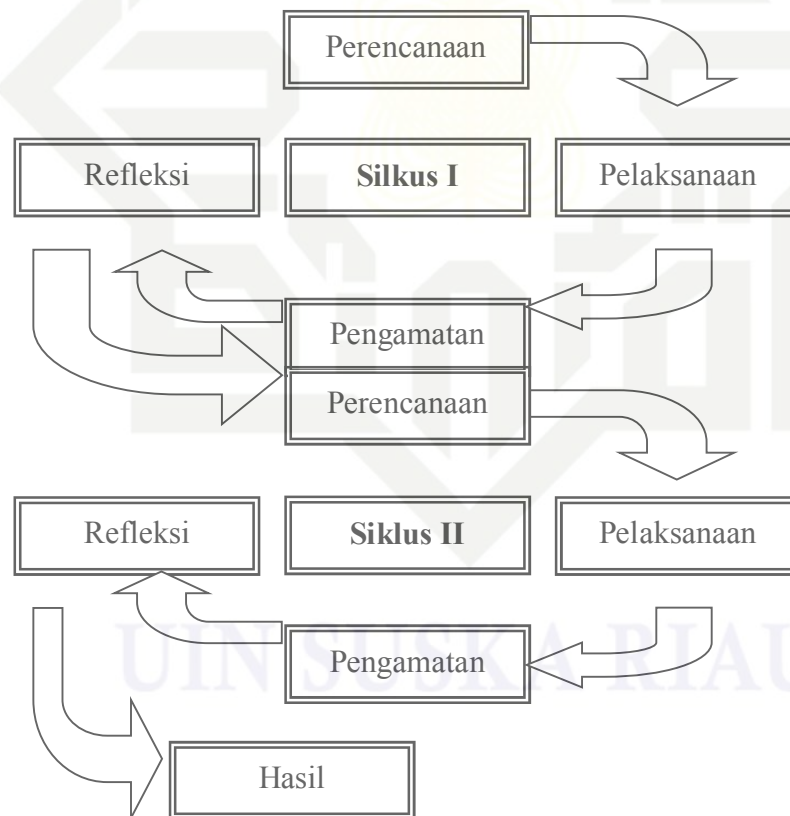 Perencanaan
Refleksi
Silkus I
Pelaksanaan
Pengamatan
Perencanaan
Refleksi
Siklus II
Pelaksanaan
UIN SUSKA RIAU
Pengamatan
Hasil